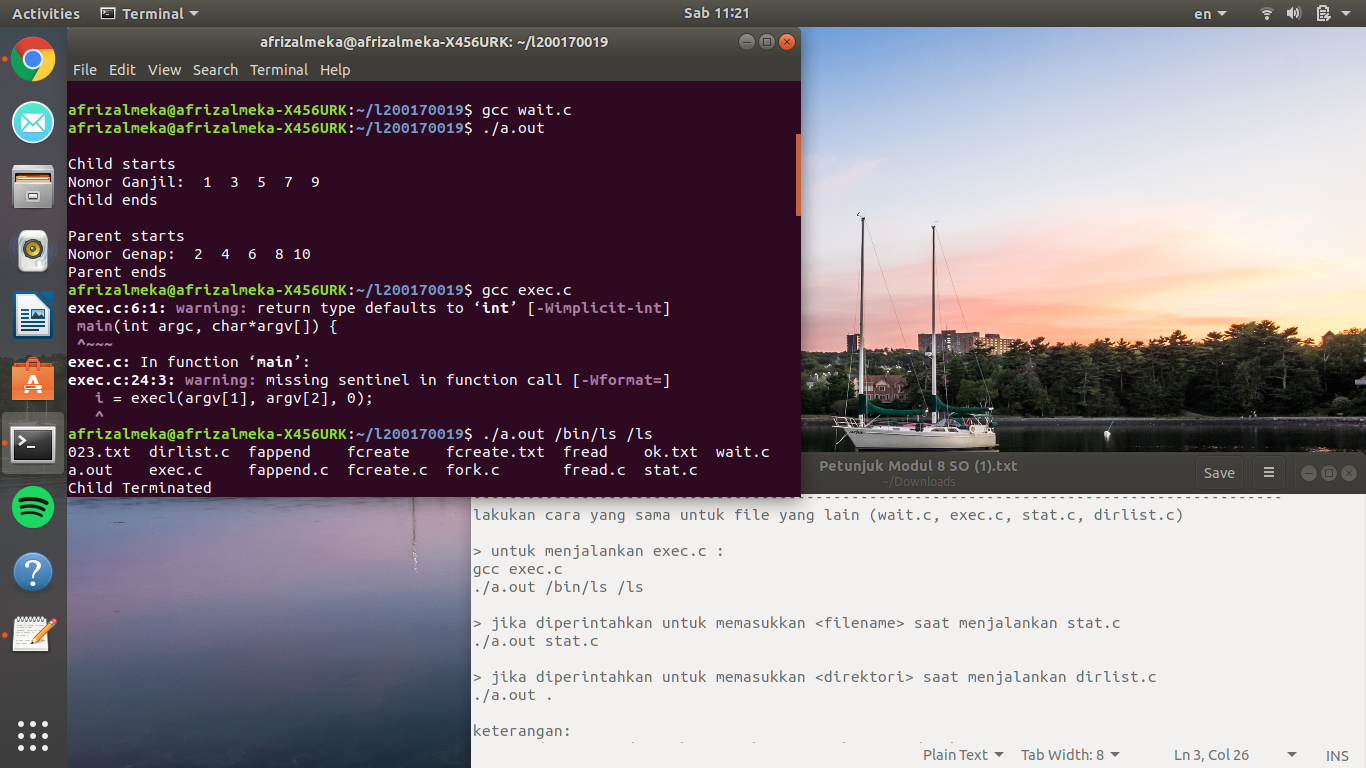 Activities Terminal Sab 11:21 en
afrizalmeka@afrizalmeka-X456URK: ~/l200170019
File Edit View Search Terminal Help
afrizalmeka@afrizalmeka-X456URK:~/l200170019$ gcc wait.c
afrizalmeka@afrizalmeka-X456URK:~/l200170019$ ./a.out
Child starts
Nomor Ganjil:  1  3  5  7  9
Child ends
Parent starts
Nomor Genap:  2  4  6  8 10
Parent ends
afrizalmeka@afrizalmeka-X456URK:~/l200170019$ gcc exec.c
exec.c:6:1: warning: return type defaults to ‘int’ [-Wimplicit-int]
 main(int argc, char*argv[]) {
 ^~~~
exec.c: In function ‘main’:
exec.c:24:3: warning: missing sentinel in function call [-Wformat=]
   i = execl(argv[1], argv[2], 0);
   ^
afrizalmeka@afrizalmeka-X456URK:~/l200170019$ ./a.out /bin/ls /ls
023.txt  dirlist.c  fappend    fcreate    fcreate.txt  fread    ok.txt  wait.c
a.out    exec.c     fappend.c  fcreate.c  fork.c       fread.c  stat.c
Child Terminated
Petunjuk Modul 8 SO (1).txt
~/Downloads
Save
lakukan cara yang sama untuk file yang lain (wait.c, exec.c, stat.c, dirlist.c)
> untuk menjalankan exec.c :
gcc exec.c
./a.out /bin/ls /ls
> jika diperintahkan untuk memasukkan <filename> saat menjalankan stat.c
./a.out stat.c
> jika diperintahkan untuk memasukkan <direktori> saat menjalankan dirlist.c
./a.out .
keterangan:
Plain Text Tab Width: 8 Ln 3, Col 26 INS